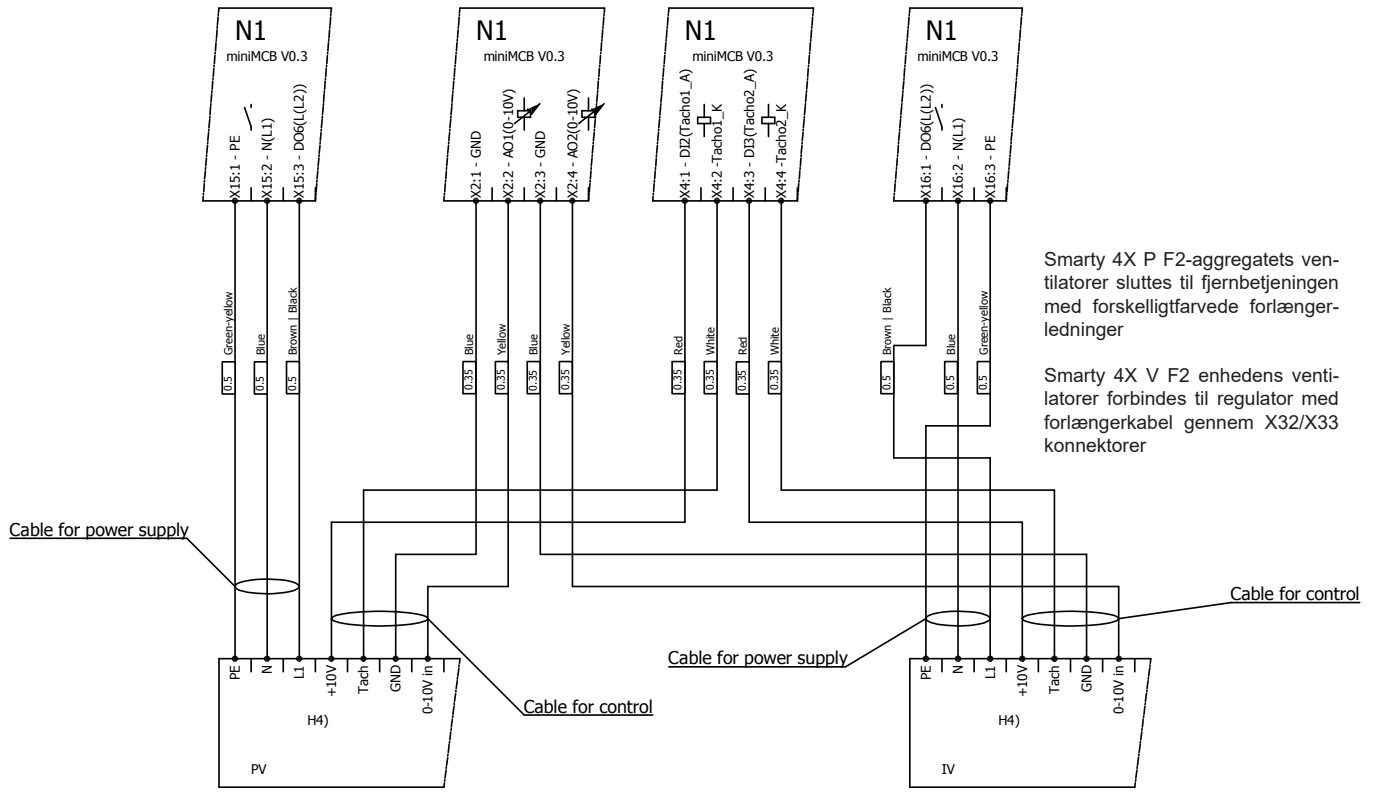 N1
miniMCB V0.3
X15:1 - PE
X15:2 - N(L1)
X15:3 - DO6(L(L2))
N1
miniMCB V0.3
X2:1 - GND
X2:2 - AO1(0-10V)
X2:3 - GND
X2:4 - AO2(0-10V)
N1
miniMCB V0.3
X4:1 - DI2(Tacho1_A)
X4:2 -Tacho1_K
X4:3 - DI3(Tacho2_A)
X4:4 -Tacho2_K
N1
miniMCB V0.3
X16:1 - DO6(L(L2))
X16:2 - N(L1)
X16:3 - PE
0.5 Green-yellow
0.5 Blue
0.5 Brown | Black
0.35 Blue
0.35 Yellow
0.35 Blue
0.35 Yellow
0.35 Red
0.35 White
0.35 Red
0.35 White
0.5 Brown | Black
0.5 Blue
0.5 Green-yellow
Smarty 4X P F2-aggregatets ven-
tilatorer sluttes til fjernbetjeningen
med forskelligtfarvede forlænger-
ledninger
Smarty 4X V F2 enhedens venti-
latorer forbindes til regulator med
forlængerkabel gennem X32/X33
konnektorer
Cable for power supply
Cable for control
Cable for power supply
Cable for control
PE
N
L1
+10V
Tach
GND
0-10V in
H4)
PV
PE
N
L1
+10V
Tach
GND
0-10V in
H4)
IV